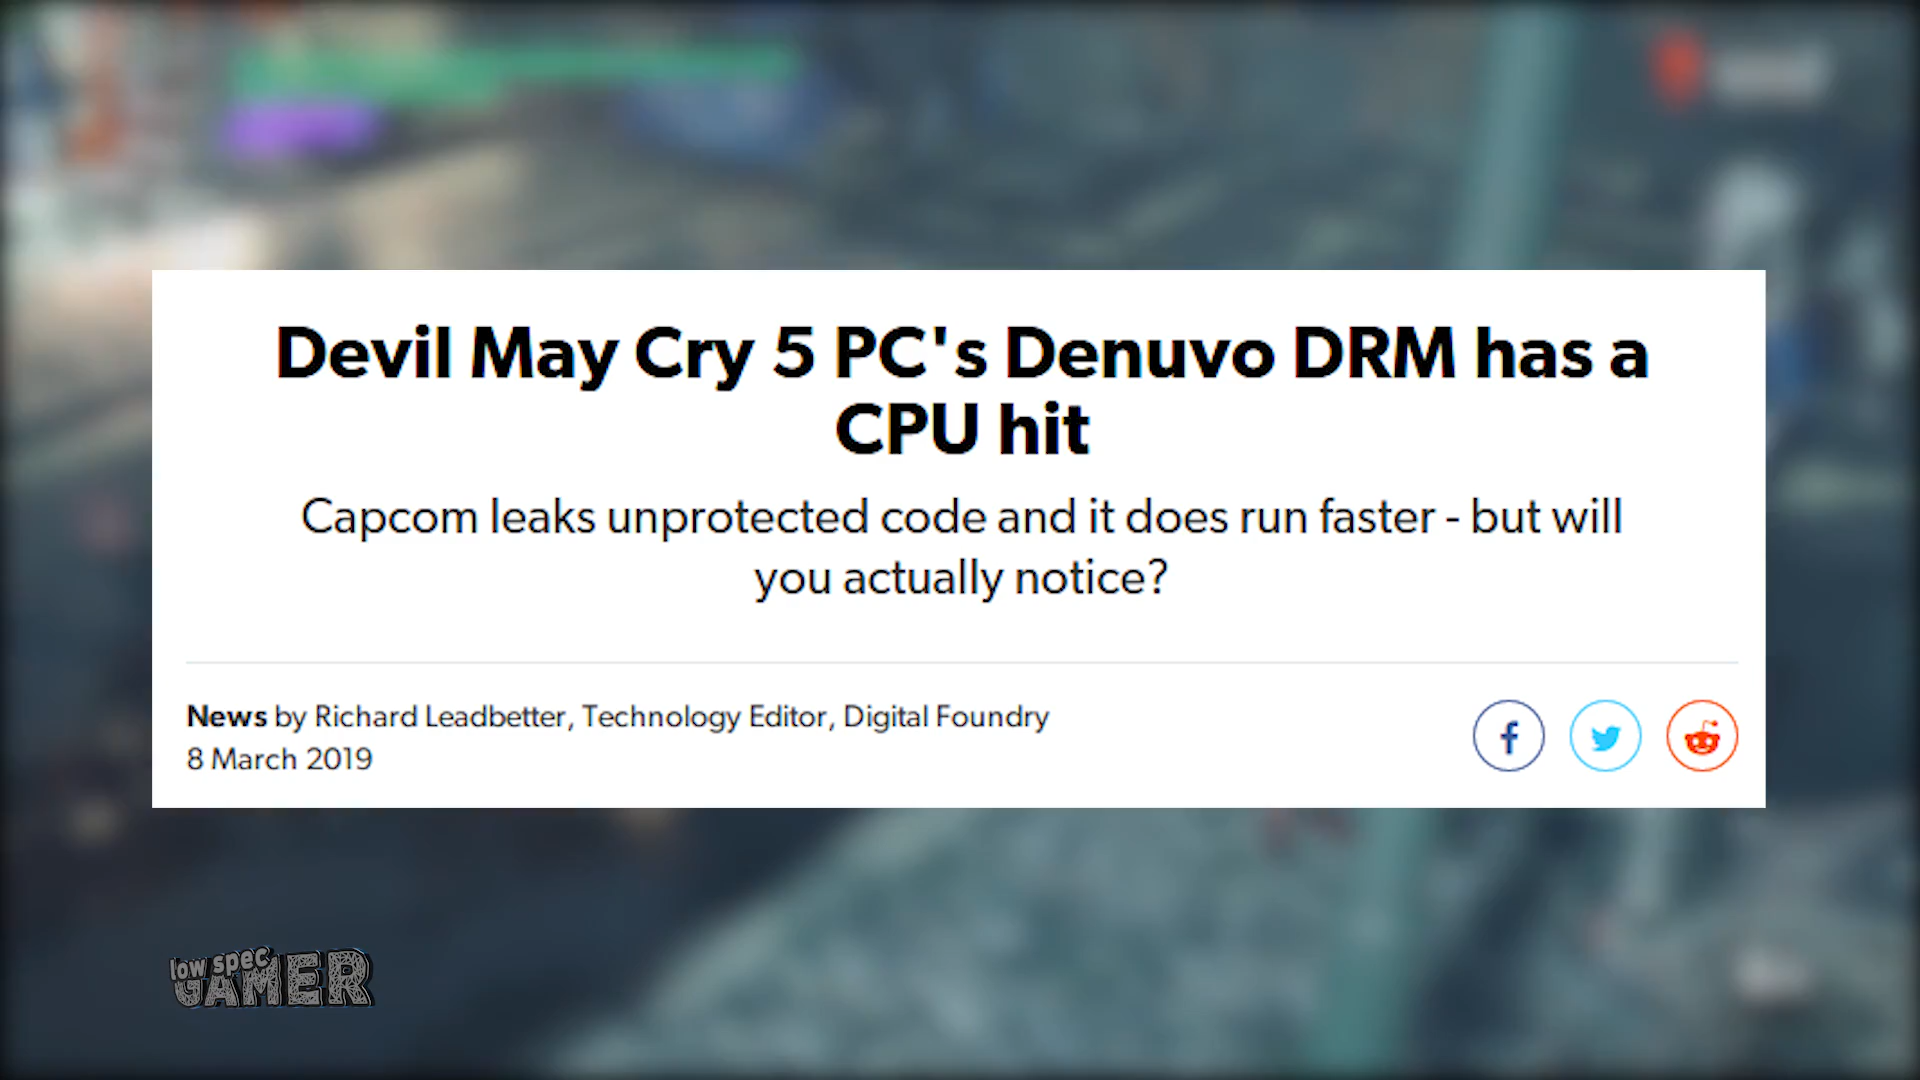 Devil May Cry 5 PC's Denuvo DRM has a
CPU hit
Capcom leaks unprotected code and it does run faster - but will
you actually notice?
News by Richard Leadbetter, Technology Editor, Digital Foundry
8 March 2019
low spec
GAMER